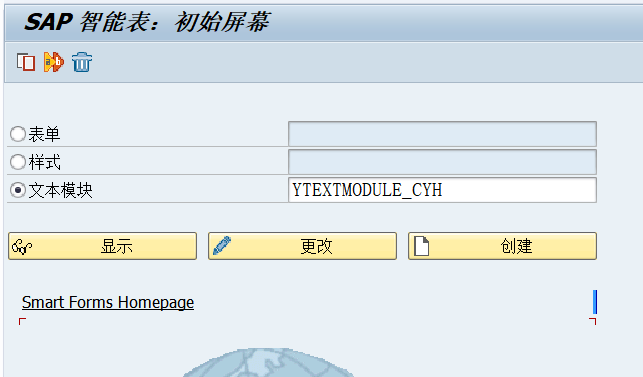 SAP 智能表：初始屏幕
表单
样式
文本模块 YTEXTMODULE_CYH
显示 更改 创建
Smart Forms Homepage